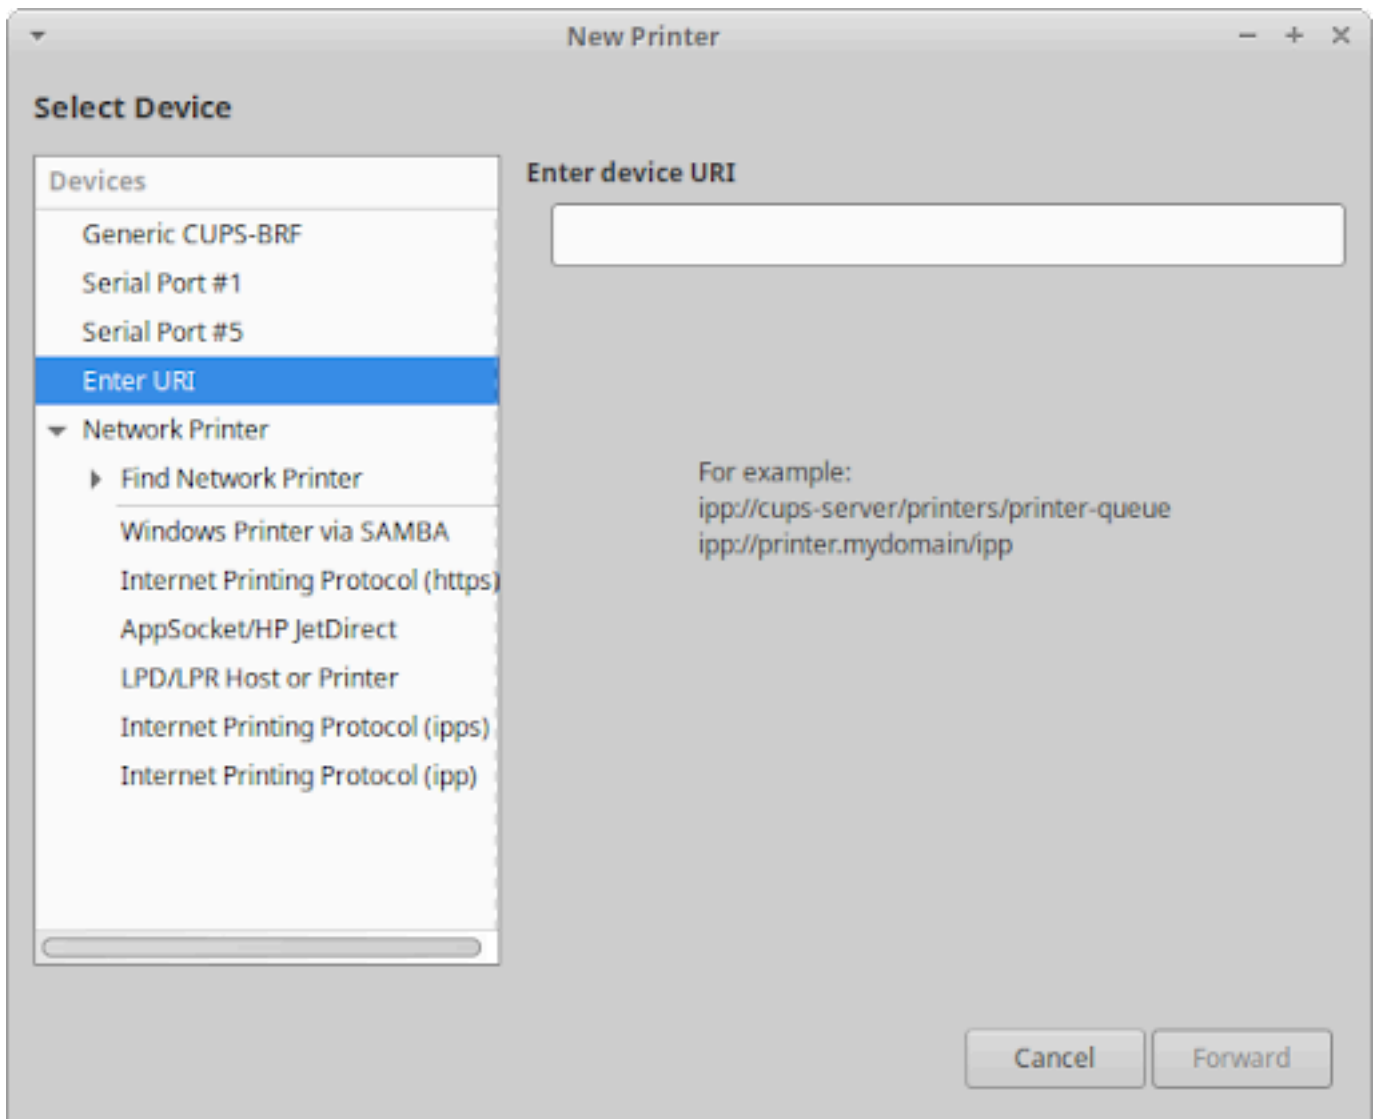 New Printer
Select Device
Devices
Generic CUPS-BRF
Serial Port #1
Serial Port #5
Enter URI
Network Printer
Find Network Printer
Windows Printer via SAMBA
Internet Printing Protocol (https)
AppSocket/HP JetDirect
LPD/LPR Host or Printer
Internet Printing Protocol (ipps)
Internet Printing Protocol (ipp)
Enter device URI
For example:
ipp://cups-server/printers/printer-queue
ipp://printer.mydomain/ipp
Cancel
Forward